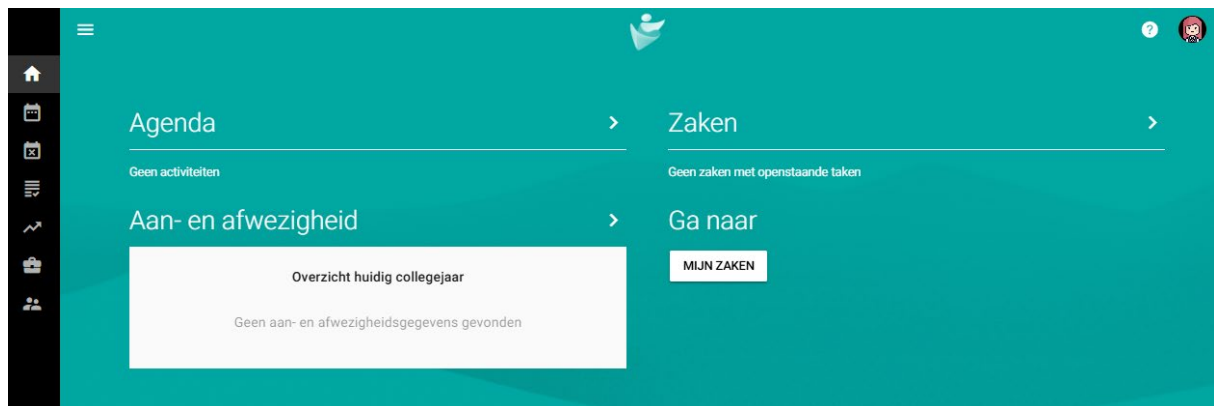 Agenda
Geen activiteiten
Aan- en afwezigheid
Overzicht huidig collegejaar
Geen aan- en afwezigheidsgegevens gevonden
Zaken
Geen zaken met openstaande taken
Ga naar
MIJN ZAKEN